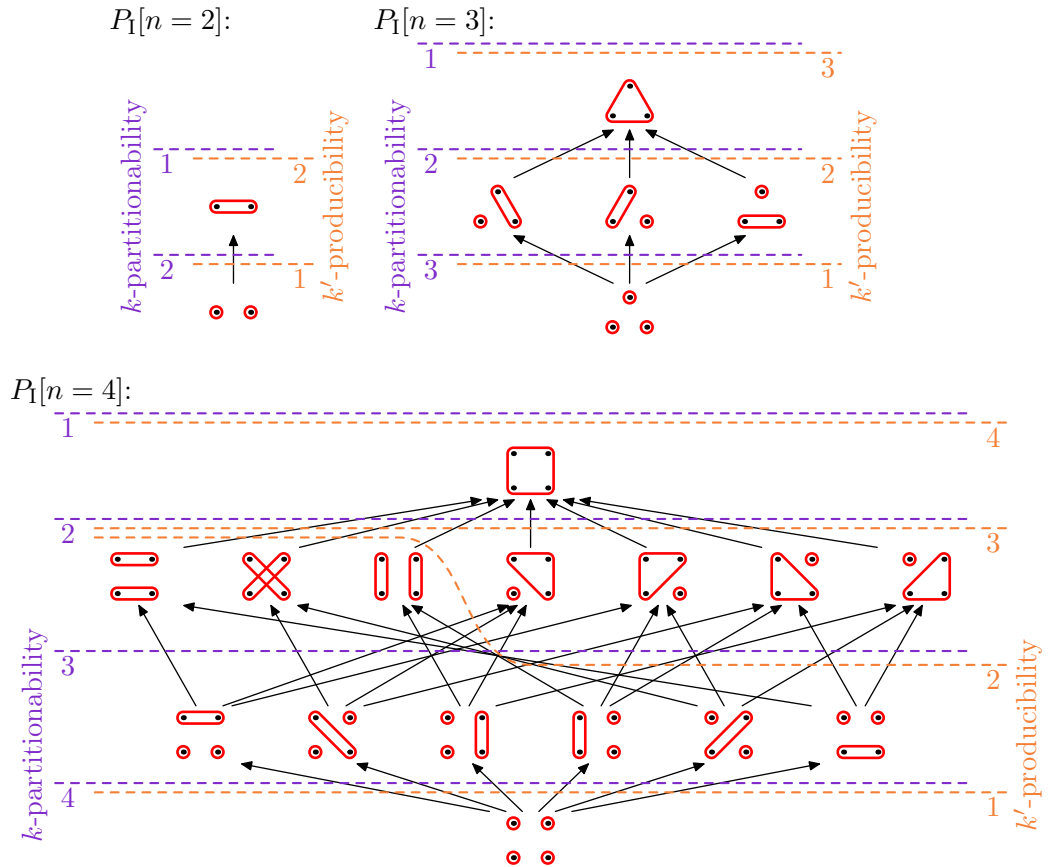 P_I[n = 2]:
k-partitionability
1
2
2
1
k′-producibility
P_I[n = 3]:
k-partitionability
1
2
3
3
2
1
k′-producibility
P_I[n = 4]:
k-partitionability
1
2
3
4
4
3
2
1
k′-producibility